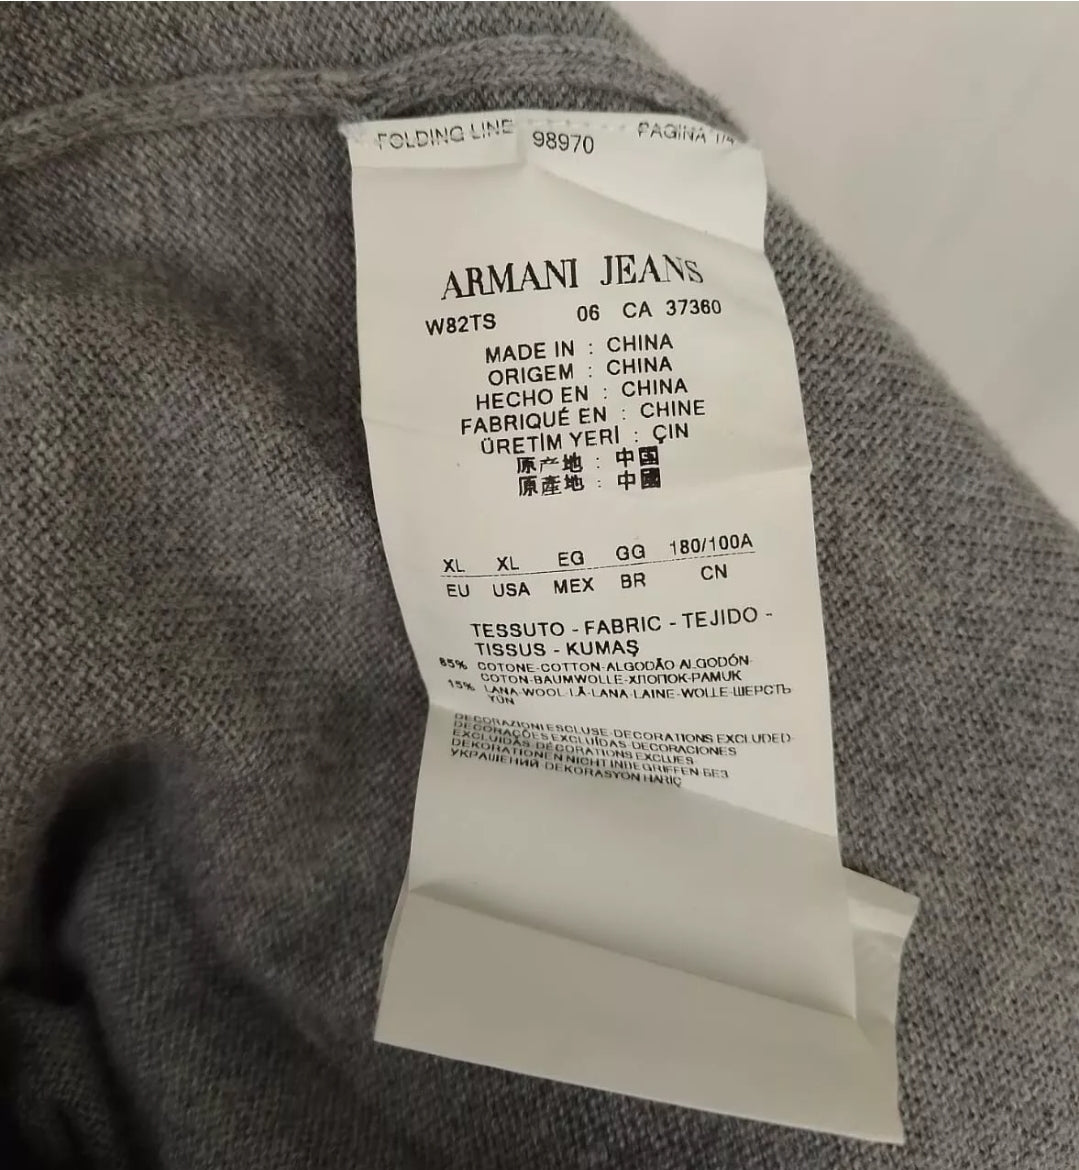 FOLDING LINE 98970 PAGINA 1/4
ARMANI JEANS
W82TS 06 CA 37360
MADE IN : CHINA
ORIGEM : CHINA
HECHO EN : CHINA
FABRIQUÉ EN : CHINE
ÜRETİM YERİ : ÇIN
原产地 : 中国
原產地 : 中國
XL XL EG GG 180/100A
EU USA MEX BR CN
TESSUTO - FABRIC - TEJIDO -
TISSUS - KUMAŞ
85% COTONE-COTTON-ALGODÃO ALGODÓN-
COTON-BAUMWOLLE-ХЛОПОК-PAMUK
15% LANA-WOOL-LÃ-LANA-LAINE-WOLLE-ШЕРСТЬ
YÜN
DECORAZIONI ESCLUSE-DECORATIONS EXCLUDED-
DECORAÇÕES EXCLUÍDAS-DECORACIONES
EXCLUIDAS DÉCORATIONS EXCLUES
DEKORATIONEN NICHT INBEGRIFFEN-БЕЗ
УКРАШЕНИЙ-DEKORASYON HARİÇ